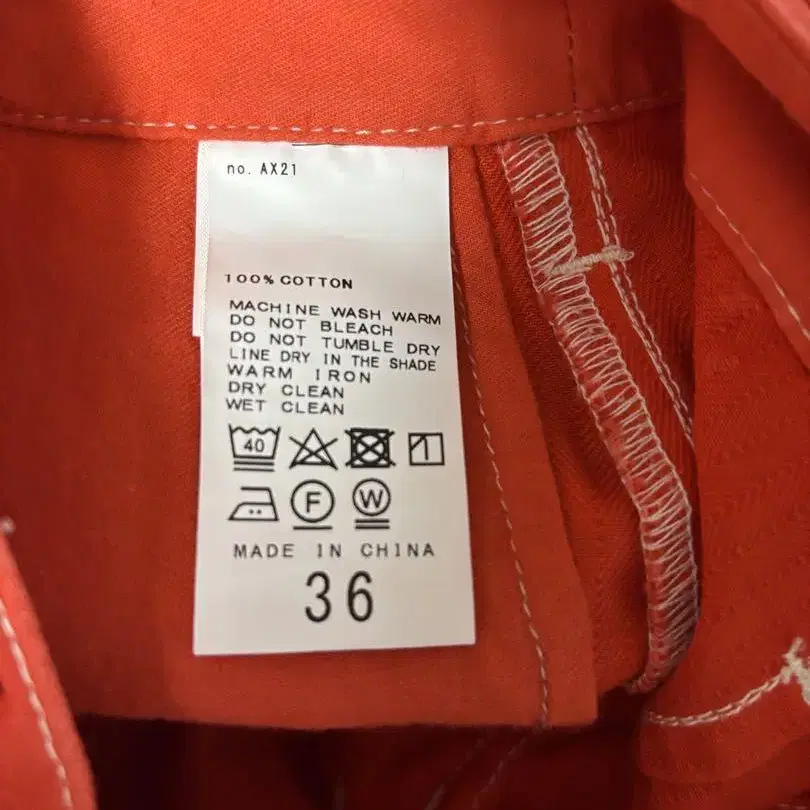 no. AX21
100% COTTON
MACHINE WASH WARM
DO NOT BLEACH
DO NOT TUMBLE DRY
LINE DRY IN THE SHADE
WARM IRON
DRY CLEAN
WET CLEAN
40
F W
MADE IN CHINA
36